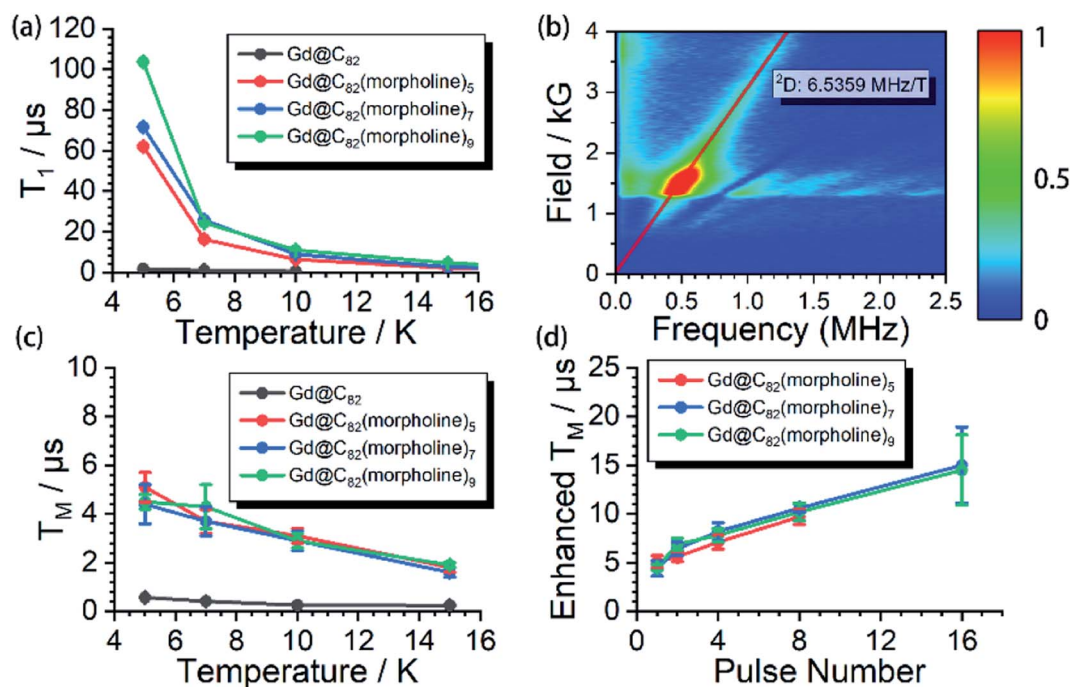 (a)
120
100
80
60
40
20
0
T₁ / μs
Gd@C₈₂
Gd@C₈₂(morpholine)₅
Gd@C₈₂(morpholine)₇
Gd@C₈₂(morpholine)₉
4 6 8 10 12 14 16
Temperature / K
(b)
4
3
2
1
0
Field / kG
²D: 6.5359 MHz/T
0.0 0.5 1.0 1.5 2.0 2.5
Frequency (MHz)
1
0.5
0
(c)
10
8
6
4
2
0
T_M / μs
Gd@C₈₂
Gd@C₈₂(morpholine)₅
Gd@C₈₂(morpholine)₇
Gd@C₈₂(morpholine)₉
4 6 8 10 12 14 16
Temperature / K
(d)
25
20
15
10
5
0
Enhanced T_M / μs
Gd@C₈₂(morpholine)₅
Gd@C₈₂(morpholine)₇
Gd@C₈₂(morpholine)₉
0 4 8 12 16
Pulse Number